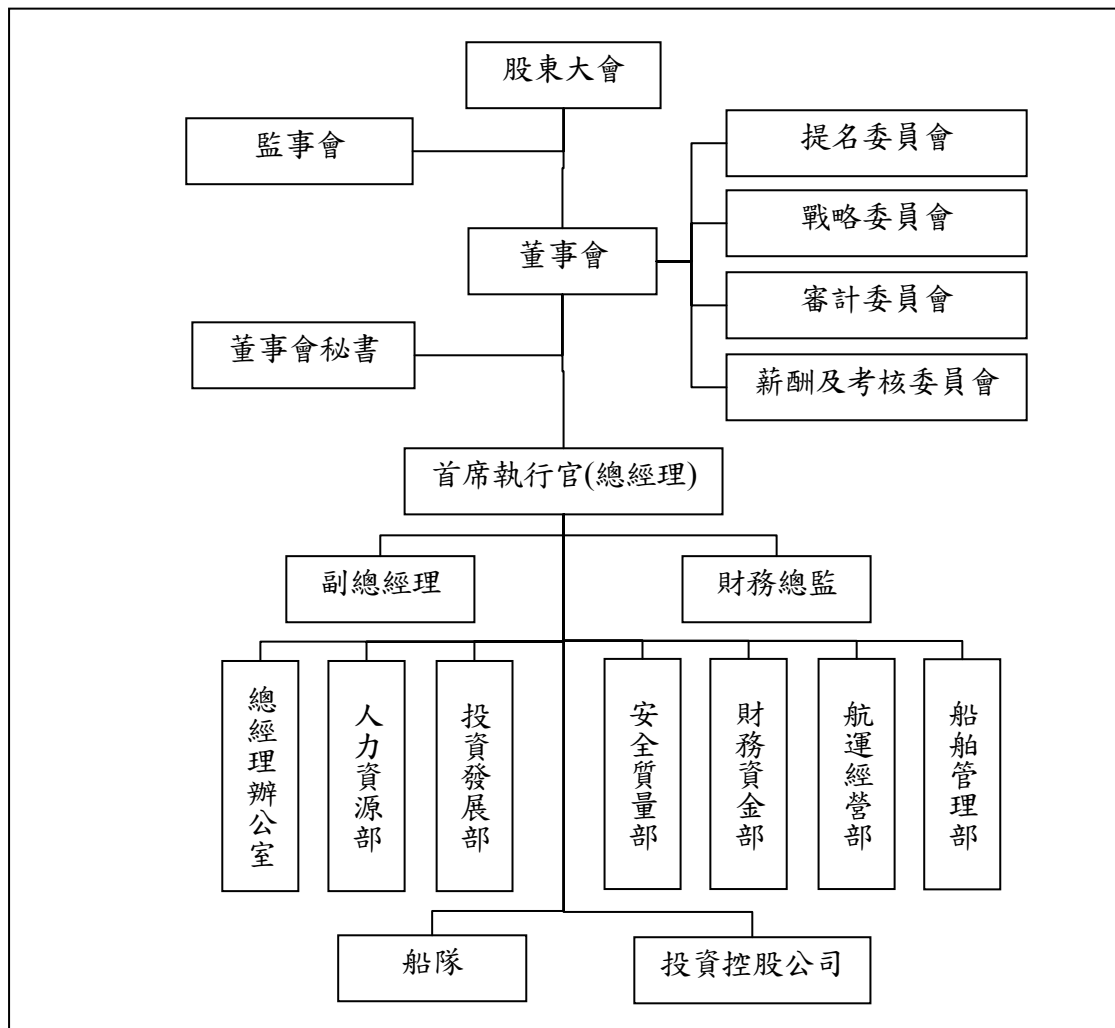 股東大會
監事會
提名委員會
戰略委員會
董事會
審計委員會
董事會秘書
薪酬及考核委員會
首席執行官(總經理)
副總經理
財務總監
總經理辦公室
人力資源部
投資發展部
安全質量部
財務資金部
航運經營部
船舶管理部
船隊
投資控股公司